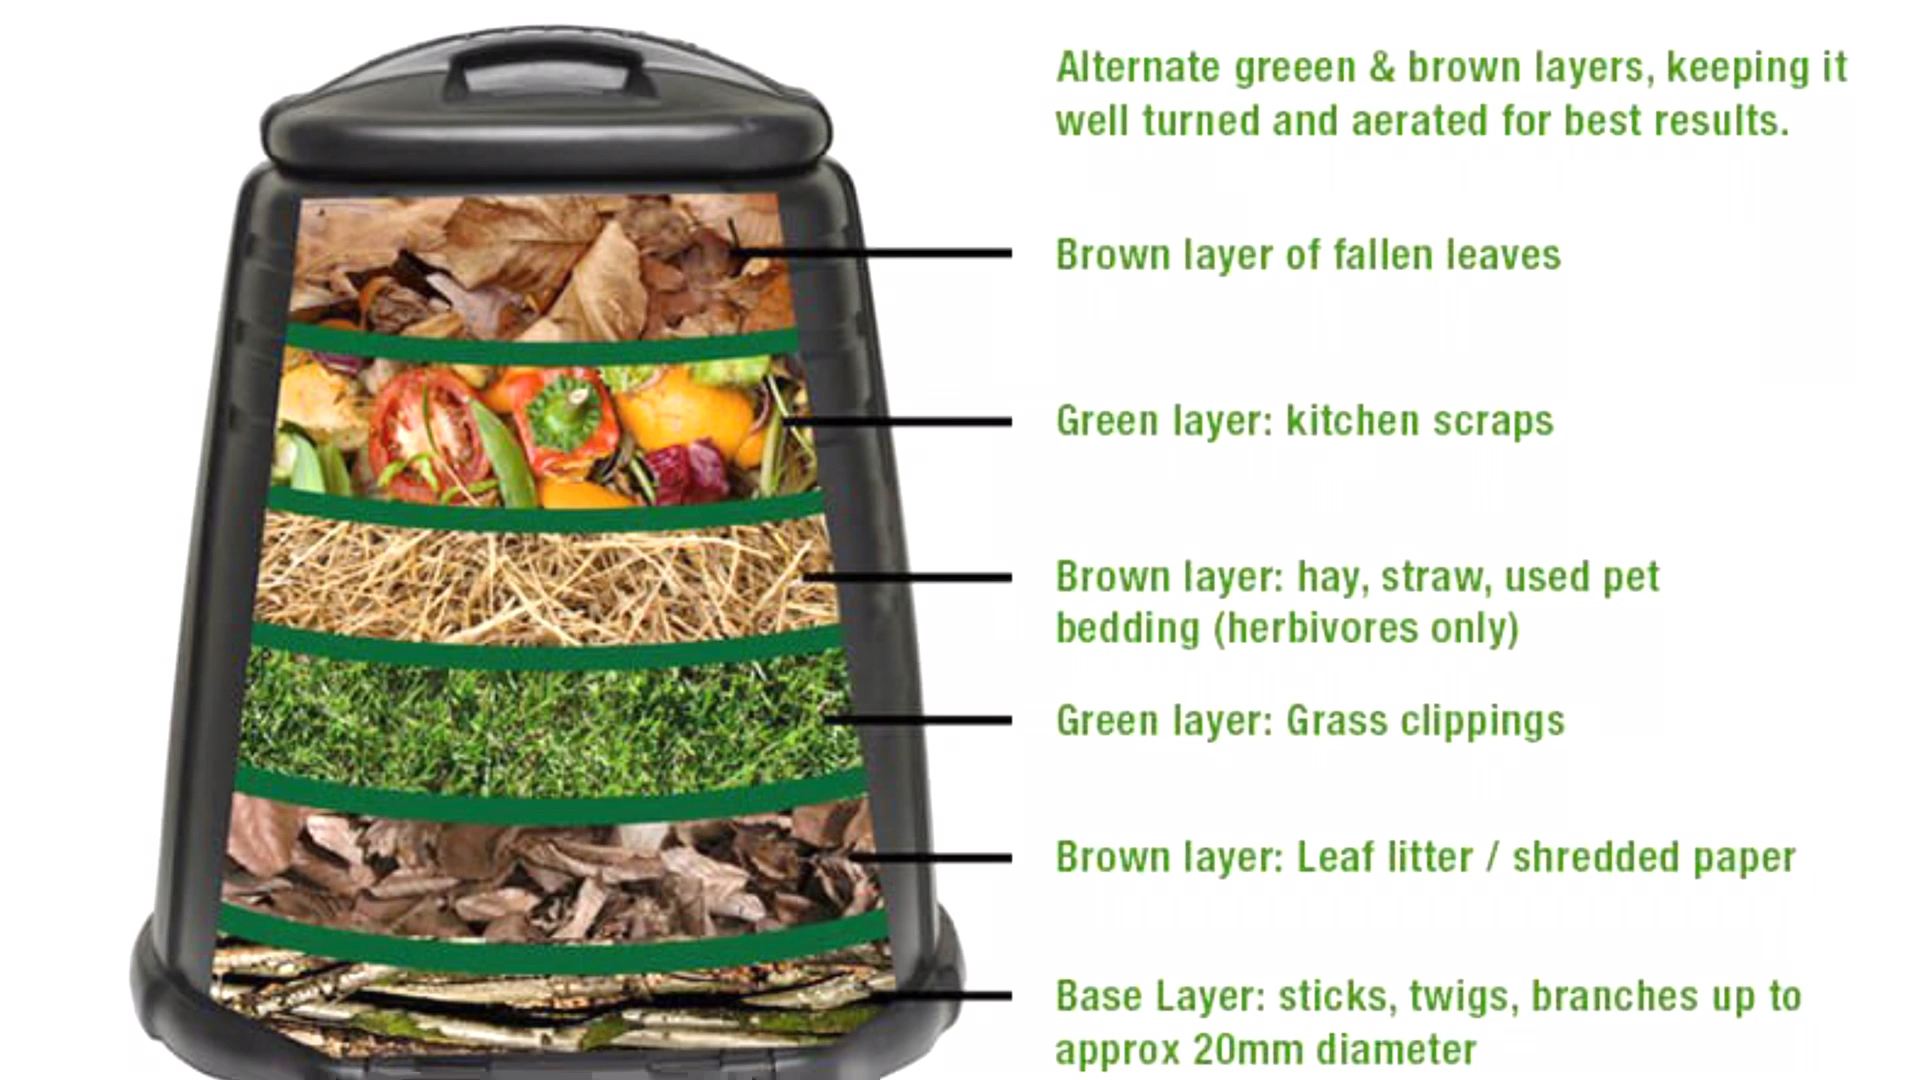 Alternate greeen & brown layers, keeping it
well turned and aerated for best results.
Brown layer of fallen leaves
Green layer: kitchen scraps
Brown layer: hay, straw, used pet
bedding (herbivores only)
Green layer: Grass clippings
Brown layer: Leaf litter / shredded paper
Base Layer: sticks, twigs, branches up to
approx 20mm diameter